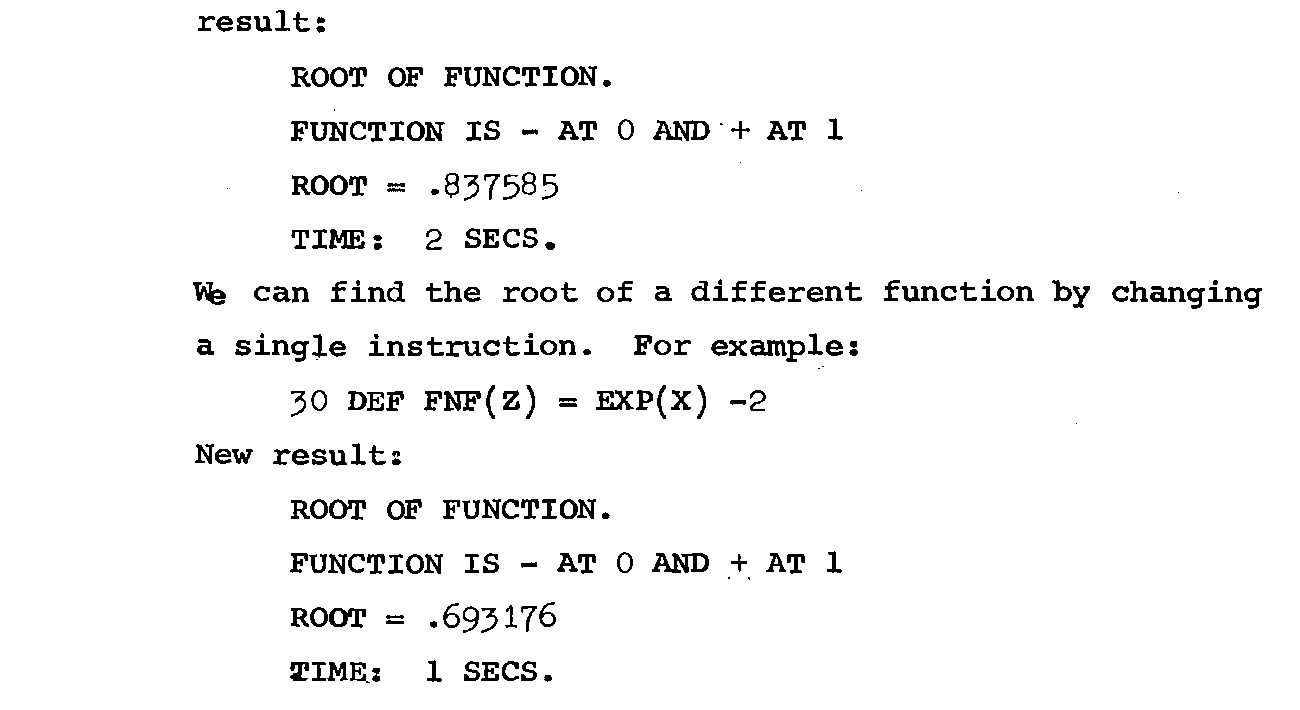 result:
ROOT OF FUNCTION.
FUNCTION IS - AT 0 AND + AT 1
ROOT = .837585
TIME: 2 SECS.
We can find the root of a different function by changing
a single instruction. For example:
30 DEF FNF(Z) = EXP(X) -2
New result:
ROOT OF FUNCTION.
FUNCTION IS - AT 0 AND + AT 1
ROOT = .693176
TIME: 1 SECS.